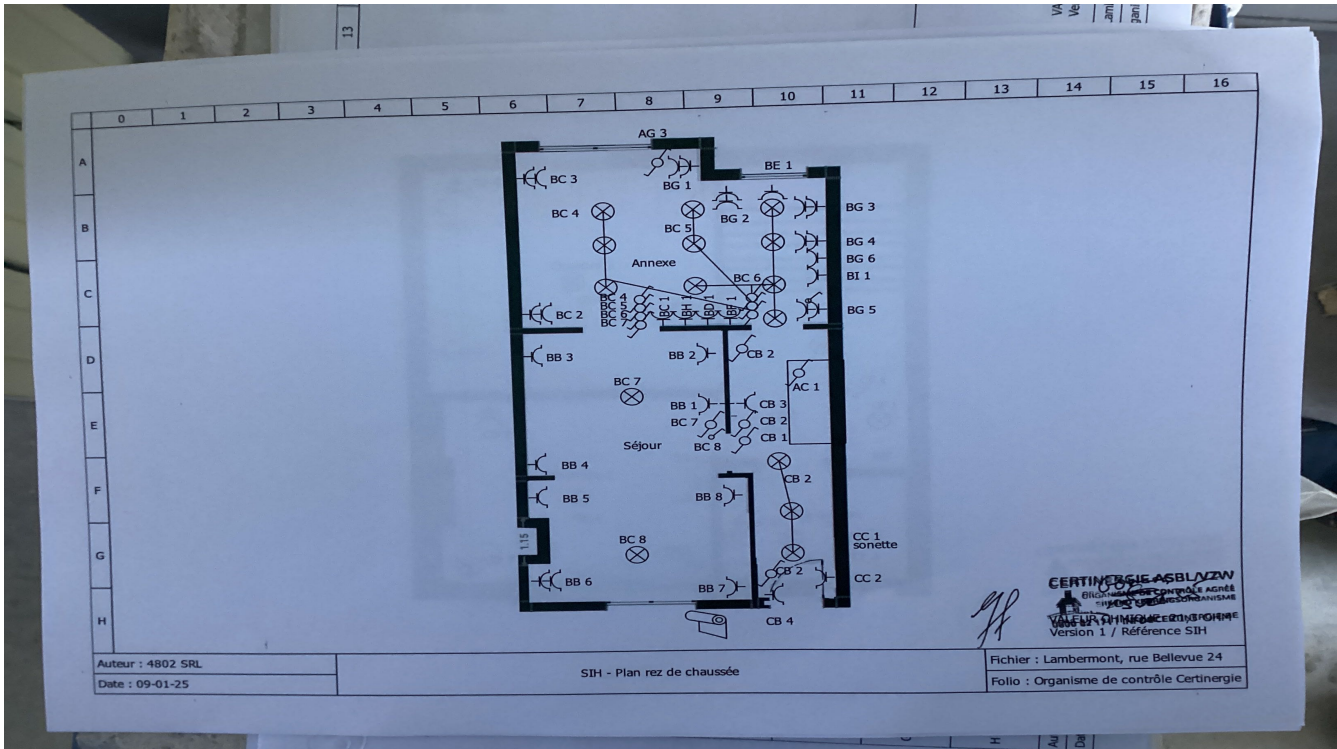 13
0 1 2 3 4 5 6 7 8 9 10 11 12 13 14 15 16
A
B
C
D
E
F
G
H
AG 3
BE 1
BC 3
BG 1
BG 2
BG 3
BC 4
BC 5
BG 4
Annexe
BG 6
BC 6
BI 1
BC 4
BC 5
BC 6
BC 7
BC 1
BH 1
BD 1
BF 1
BC 2
BG 5
BB 3
BB 2
CB 2
BC 7
AC 1
BB 1
CB 3
BC 7
CB 2
BC 8
CB 1
Séjour
BB 4
CB 2
BB 5
BB 8
1.15
BC 8
CC 1
sonette
CB 2
BB 6
BB 7
CC 2
CB 4
CERTINERGIE ASBL/VZW
ORGANISME DE CONTRÔLE AGRÉÉ
Version 1 / Référence SIH
Auteur : 4802 SRL
Date : 09-01-25
SIH - Plan rez de chaussée
Fichier : Lambermont, rue Bellevue 24
Folio : Organisme de contrôle Certinergie